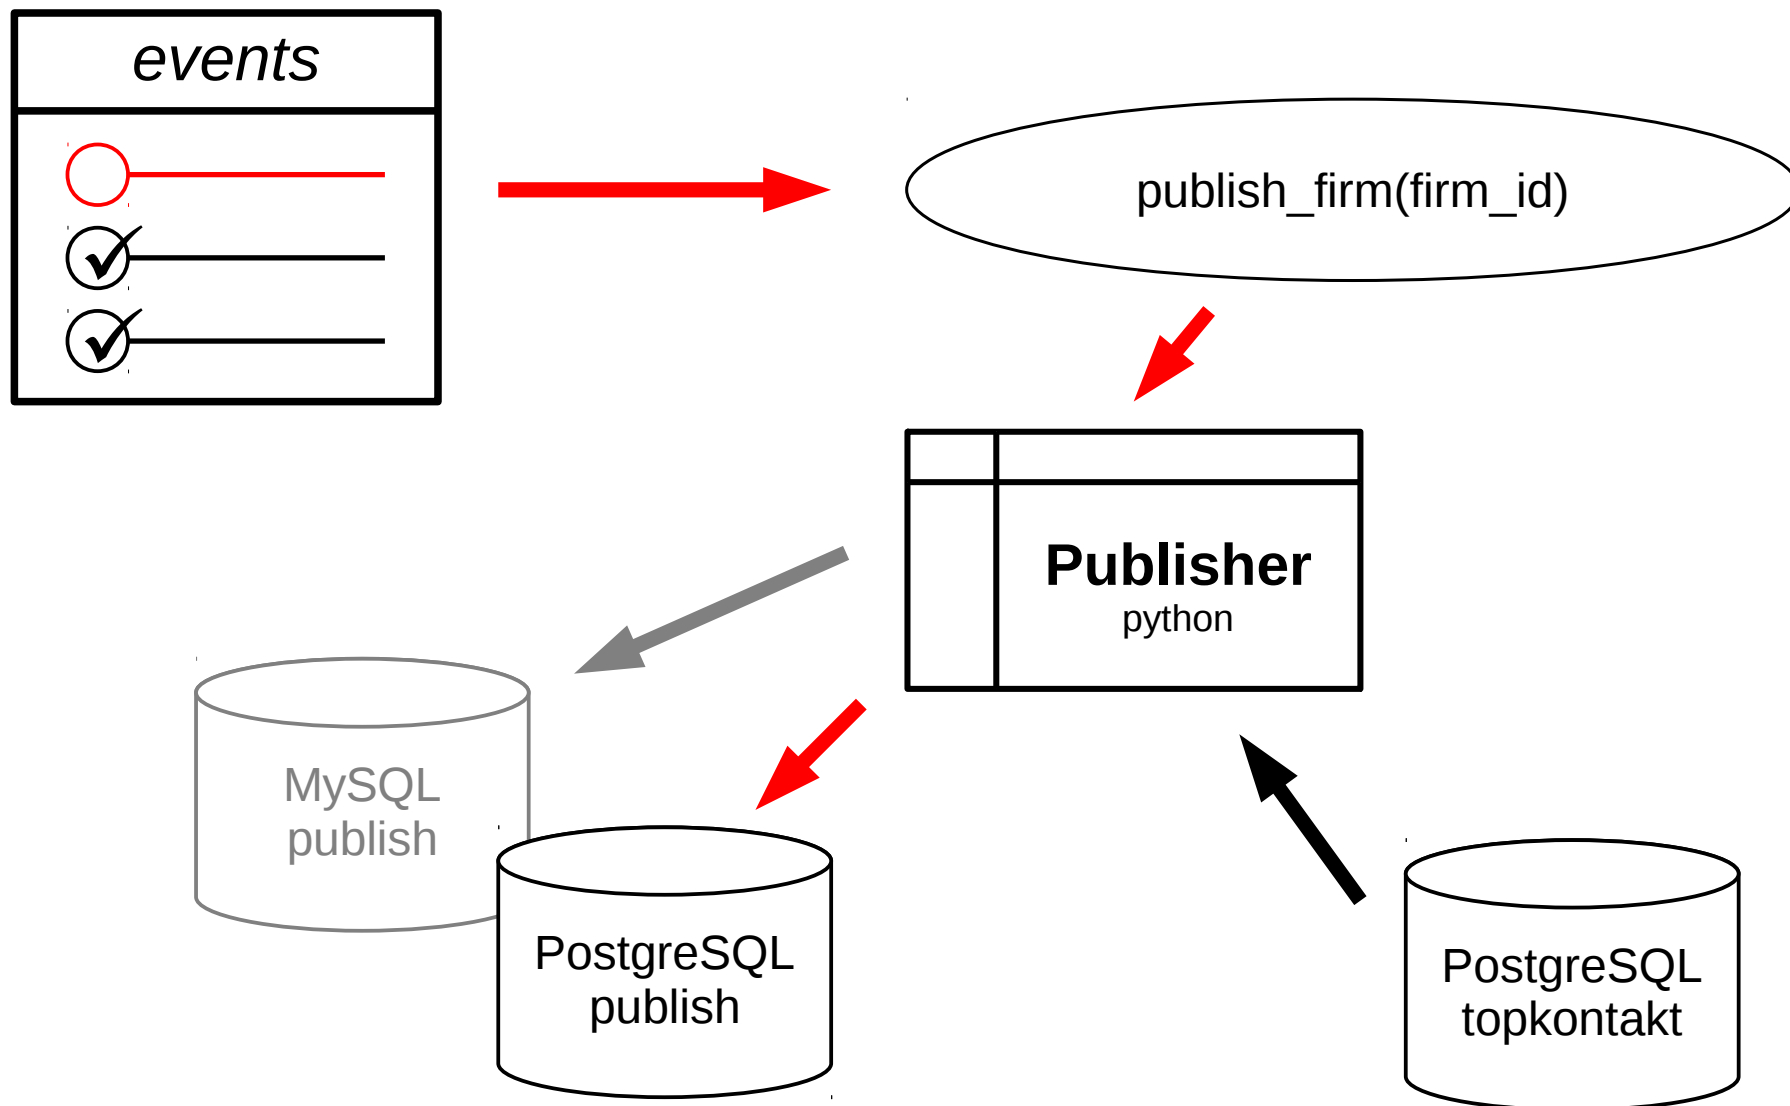 events
publish_firm(firm_id)
Publisher
python
MySQL
publish
PostgreSQL
publish
PostgreSQL
topkontakt